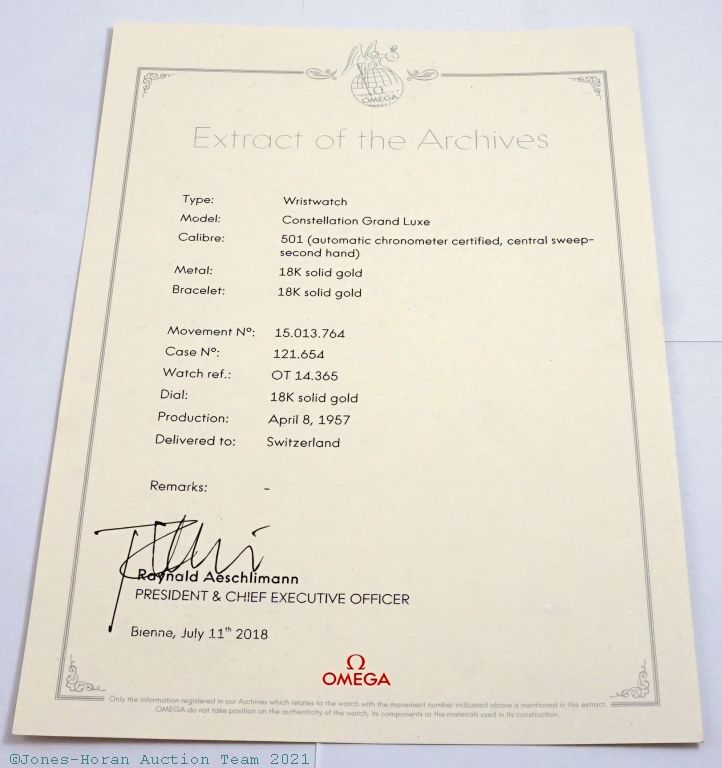 Ω
OMEGA
Extract of the Archives
Type: Wristwatch
Model: Constellation Grand Luxe
Calibre: 501 (automatic chronometer certified, central sweep-
second hand)
Metal: 18K solid gold
Bracelet: 18K solid gold
Movement Nº: 15.013.764
Case Nº: 121.654
Watch ref.: OT 14.365
Dial: 18K solid gold
Production: April 8, 1957
Delivered to: Switzerland
Remarks: -
Raynald Aeschlimann
PRESIDENT & CHIEF EXECUTIVE OFFICER
Bienne, July 11th 2018
Ω
OMEGA
Only the information registered in our Archives which relates to the watch with the movement number indicated above is mentioned in this extract.
OMEGA do not take position on the authenticity of the watch, its components or the materials used in its construction.
©Jones-Horan Auction Team 2021